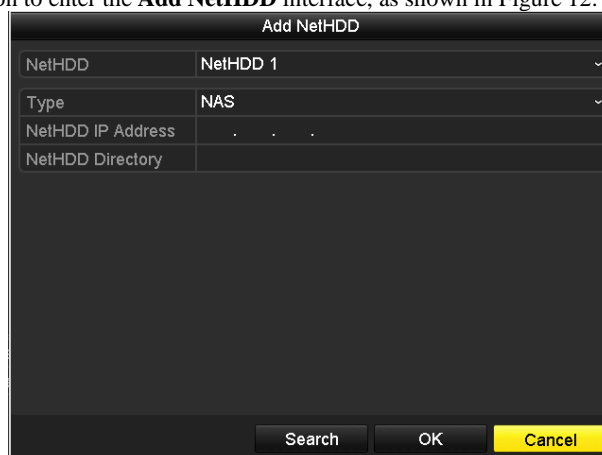 on to enter the Add NetHDD interface, as shown in Figure 12.
Add NetHDD
NetHDD NetHDD 1
Type NAS
NetHDD IP Address . . .
NetHDD Directory
Search OK Cancel